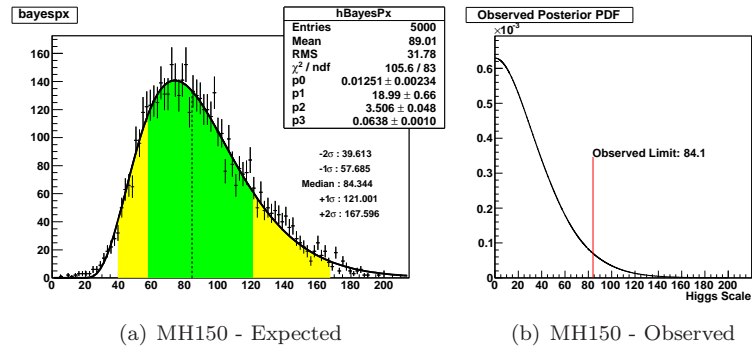 bayespx
hBayesPx
Entries 5000
Mean 89.01
RMS 31.78
χ² / ndf 105.6 / 83
p0 0.01251 ± 0.00234
p1 18.99 ± 0.66
p2 3.506 ± 0.048
p3 0.0638 ± 0.0010
160
140
120
100
80
60
40
20
0
-2σ : 39.613
-1σ : 57.685
Median : 84.344
+1σ : 121.001
+2σ : 167.596
0 20 40 60 80 100 120 140 160 180 200
(a) MH150 - Expected
Observed Posterior PDF
×10⁻³
0.6
0.5
0.4
0.3
0.2
0.1
0
Observed Limit: 84.1
0 20 40 60 80 100 120 140 160 180 200
Higgs Scale
(b) MH150 - Observed